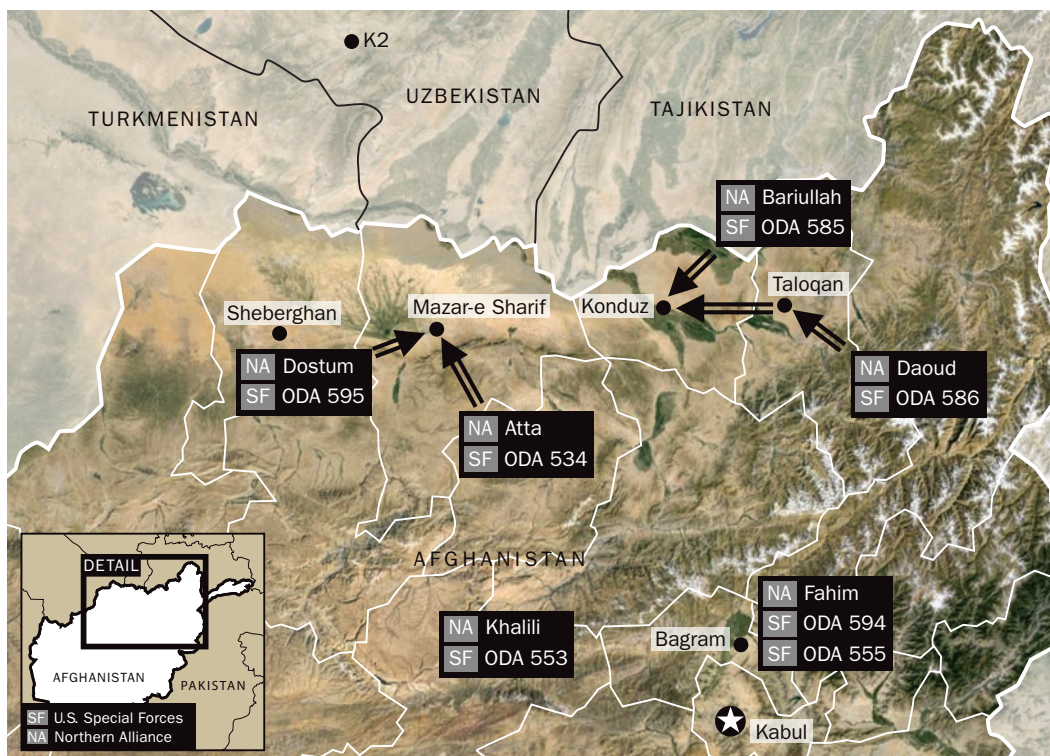 K2
UZBEKISTAN
TURKMENISTAN
TAJIKISTAN
NA Bariullah
SF ODA 585
Sheberghan
Mazar-e Sharif
Konduz
Taloqan
NA Dostum
SF ODA 595
NA Daoud
SF ODA 586
NA Atta
SF ODA 534
AFGHANISTAN
NA Khalili
SF ODA 553
Bagram
NA Fahim
SF ODA 594
SF ODA 555
Kabul
DETAIL
AFGHANISTAN
PAKISTAN
SF U.S. Special Forces
NA Northern Alliance